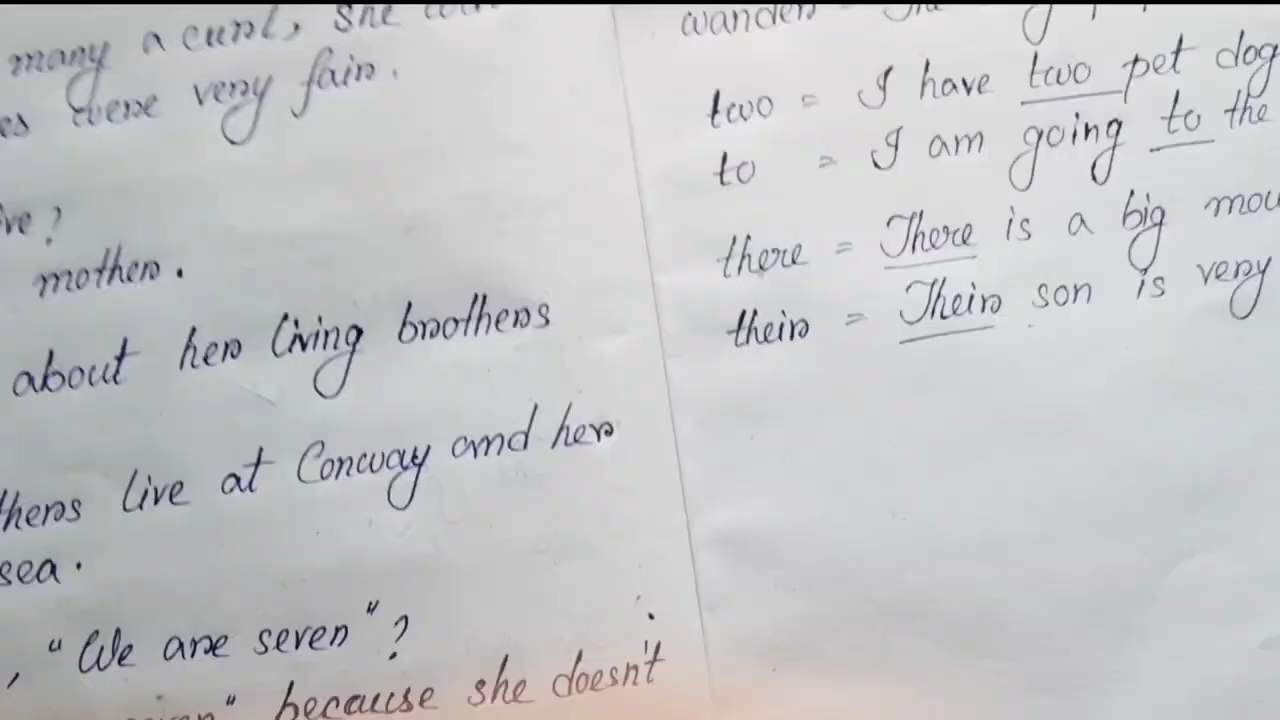 many a curl, she
es were very fair.
ve?
mother.
about her living brothers
thers live at Conway and her
sea.
, "We are seven"?
" because she doesn't
wander =
two = I have two pet dog
to = I am going to the
there = There is a big mou
their = Their son is very